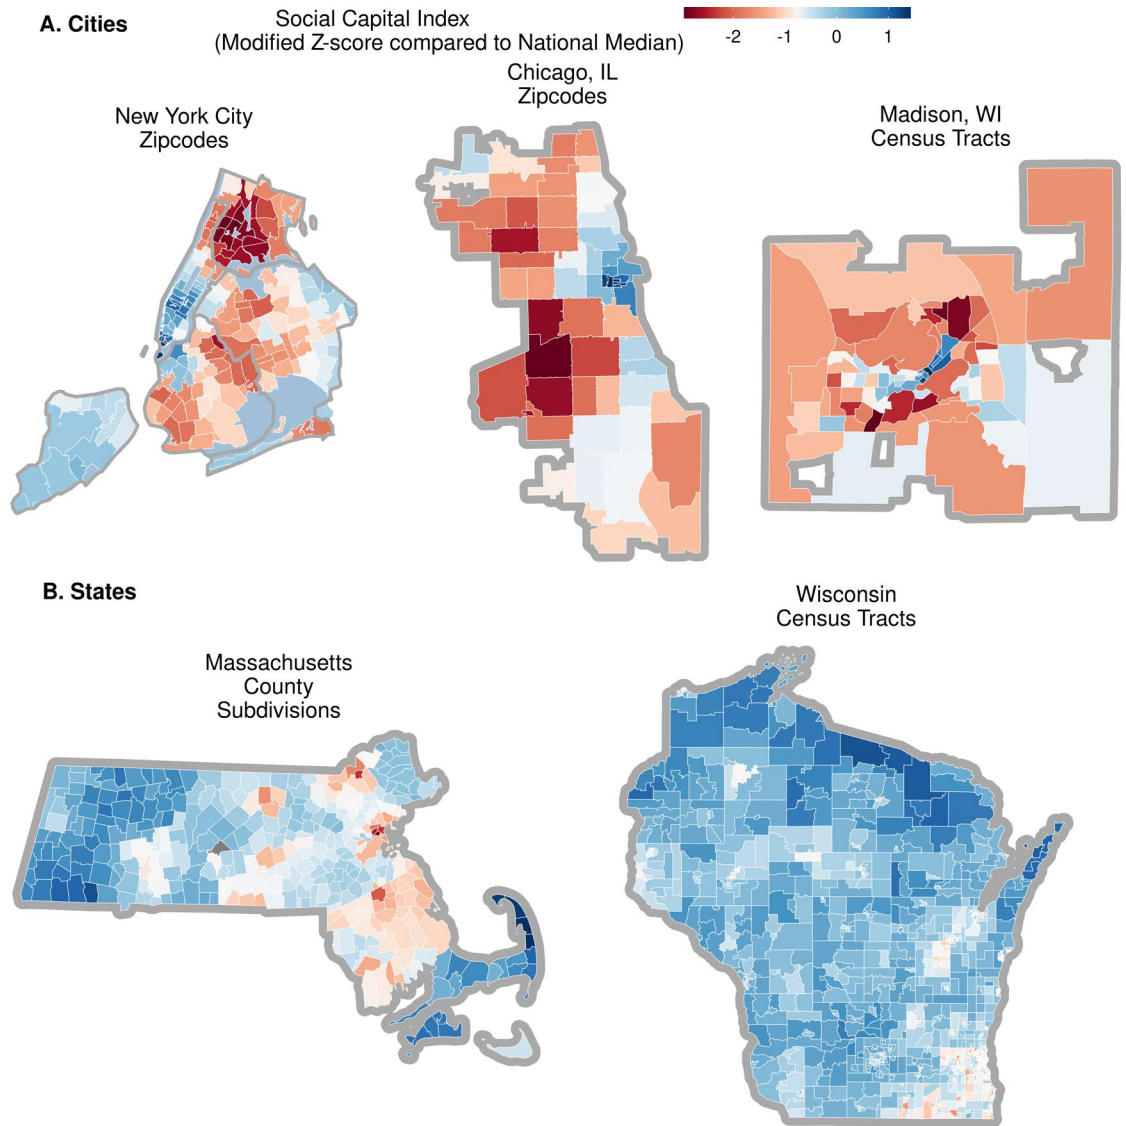 A. Cities
Social Capital Index
(Modified Z-score compared to National Median)
-2 -1 0 1
New York City
Zipcodes
Chicago, IL
Zipcodes
Madison, WI
Census Tracts
B. States
Massachusetts
County
Subdivisions
Wisconsin
Census Tracts